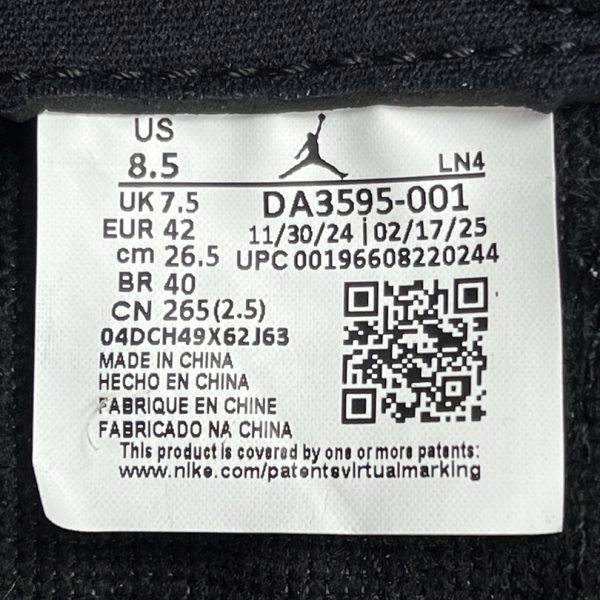 US
8.5
LN4
UK 7.5
DA3595-001
EUR 42
11/30/24 | 02/17/25
cm 26.5
UPC 00196608220244
BR 40
CN 265(2.5)
04DCH49X62J63
MADE IN CHINA
HECHO EN CHINA
FABRIQUE EN CHINE
FABRICADO NA CHINA
This product is covered by one or more patents:
www.nike.com/patentsvirtualmarking